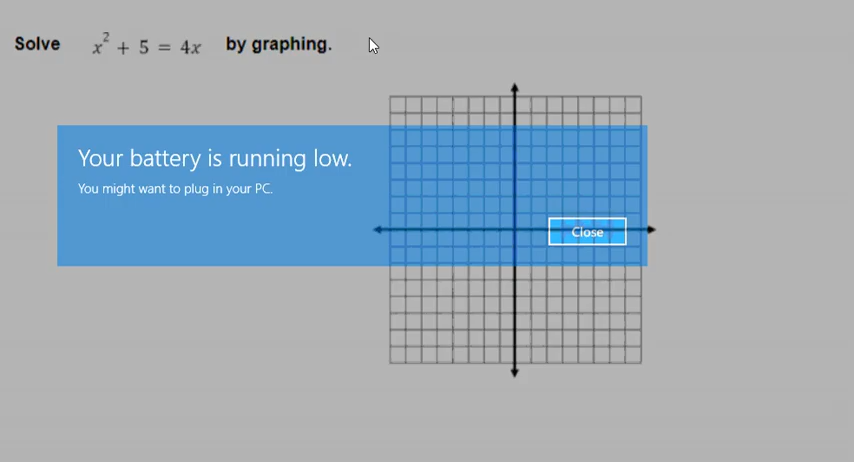 Solve x² + 5 = 4x by graphing.
Your battery is running low.
You might want to plug in your PC.
Close